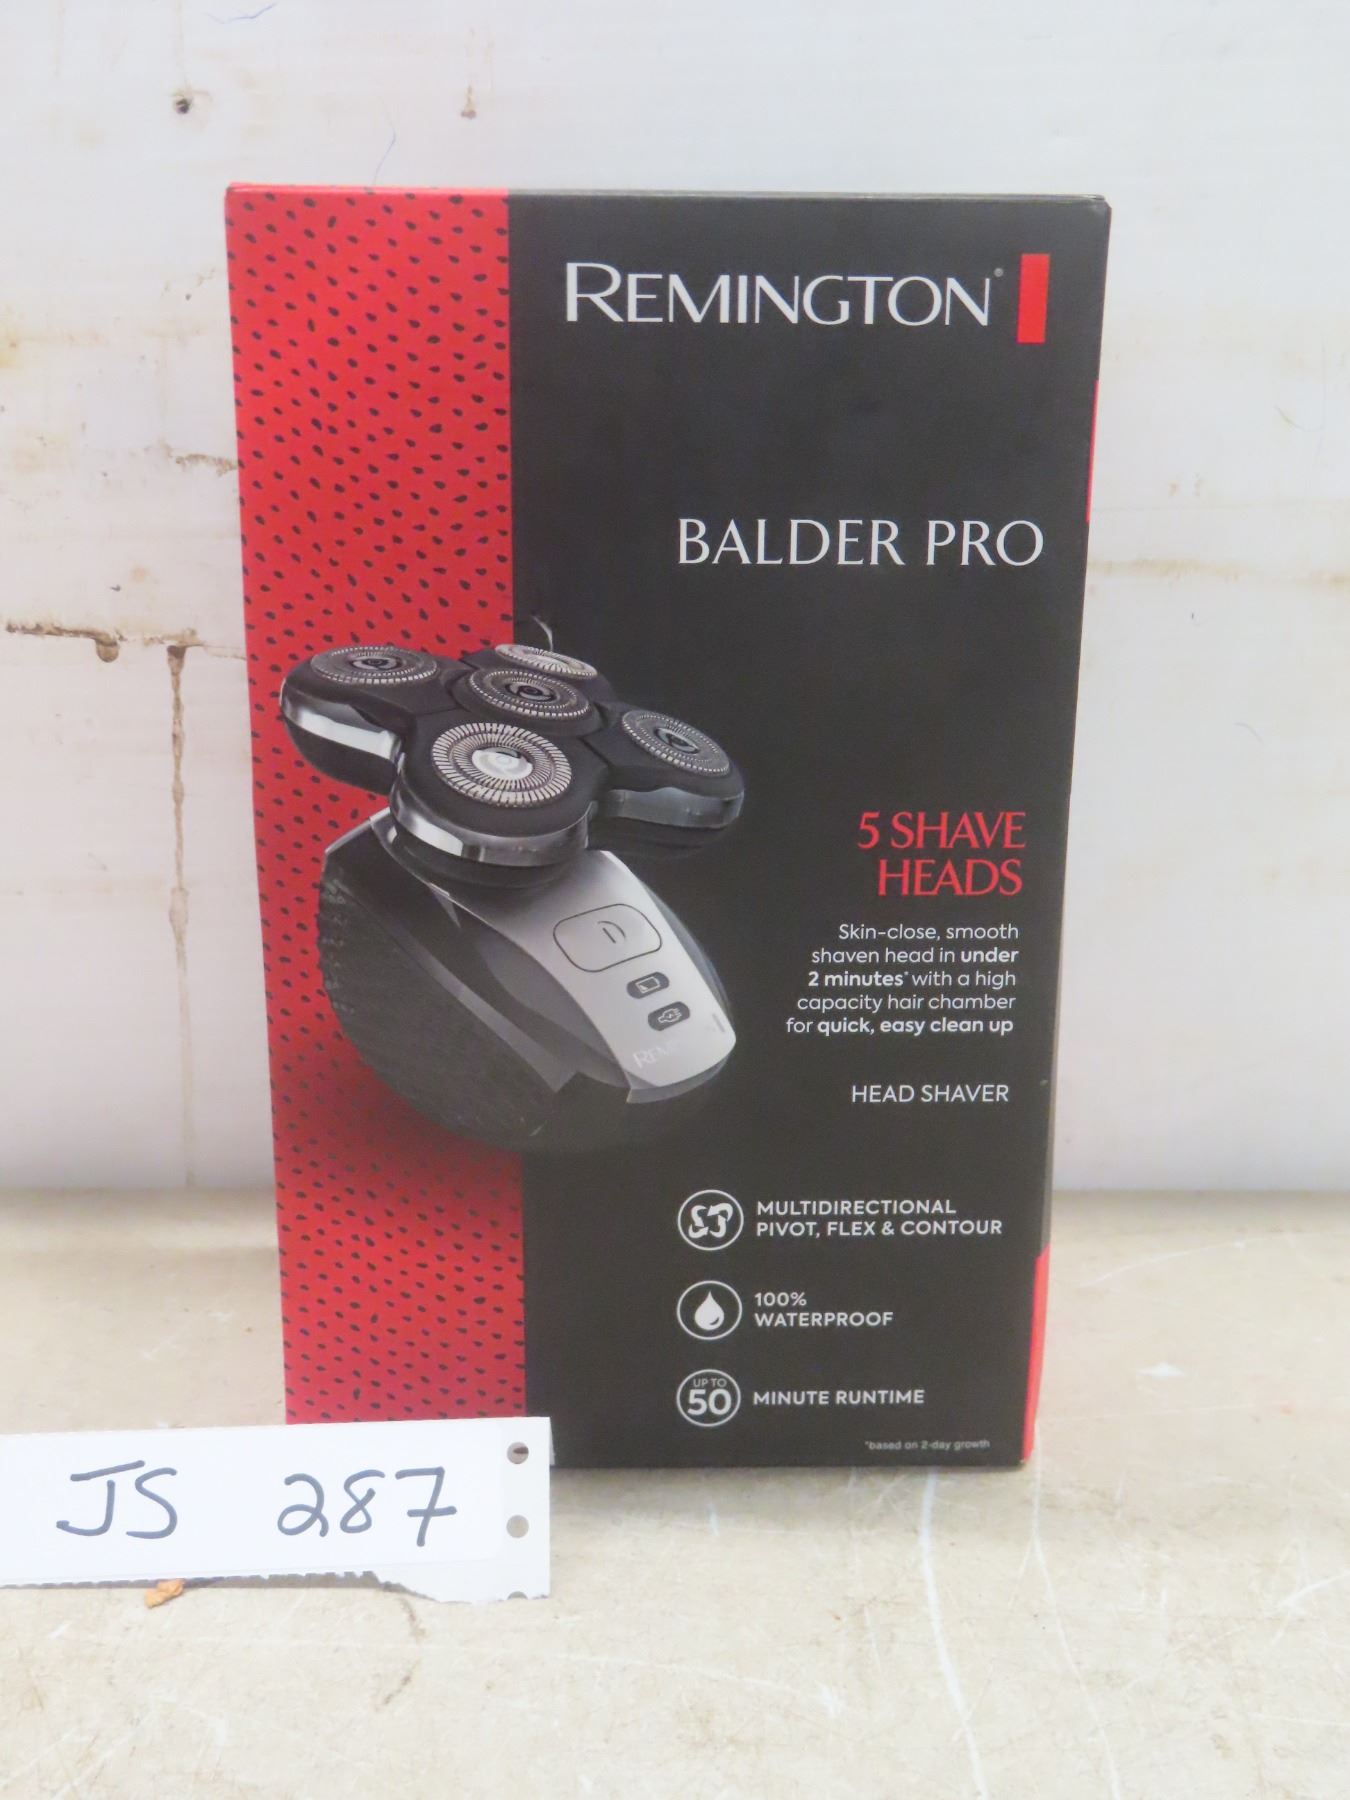 REMINGTON®
BALDER PRO
5 SHAVE
HEADS
Skin-close, smooth
shaven head in under
2 minutes* with a high
capacity hair chamber
for quick, easy clean up
HEAD SHAVER
MULTIDIRECTIONAL
PIVOT, FLEX & CONTOUR
100%
WATERPROOF
UP TO
50 MINUTE RUNTIME
*based on 2-day growth
JS 287